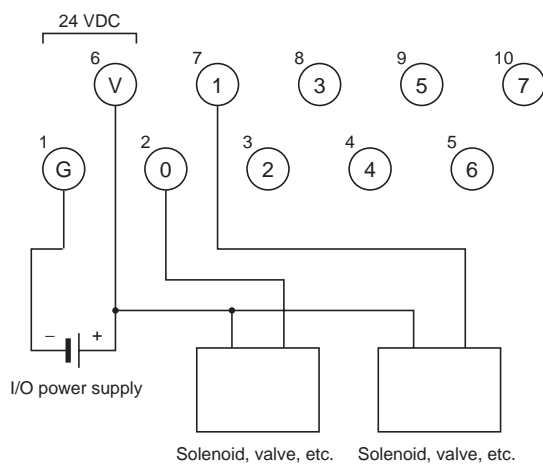 24 VDC
6 7 8 9 10
V 1 3 5 7
1 2 3 4 5
G 0 2 4 6
− +
I/O power supply
Solenoid, valve, etc. Solenoid, valve, etc.